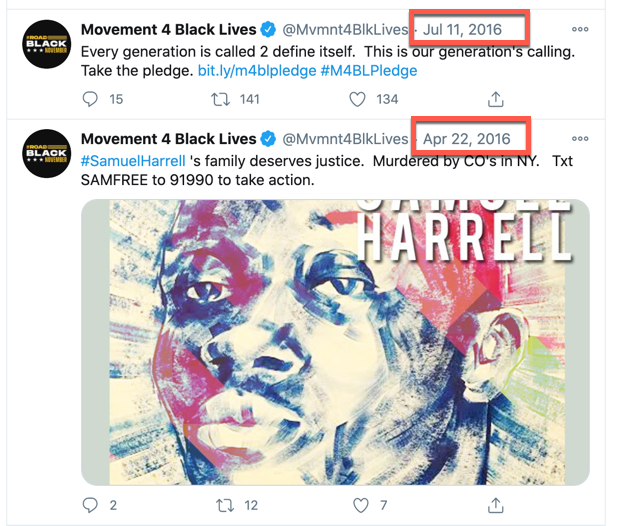 #ROAD
BLACK
NOVEMBER
Movement 4 Black Lives @Mvmnt4BlkLives · Jul 11, 2016
Every generation is called 2 define itself.  This is our generation's calling.
Take the pledge. bit.ly/m4blpledge #M4BLPledge
15 141 134
#ROAD
BLACK
NOVEMBER
Movement 4 Black Lives @Mvmnt4BlkLives · Apr 22, 2016
#SamuelHarrell 's family deserves justice.  Murdered by CO's in NY.   Txt
SAMFREE to 91990 to take action.
SAMUEL
HARRELL
2 12 7